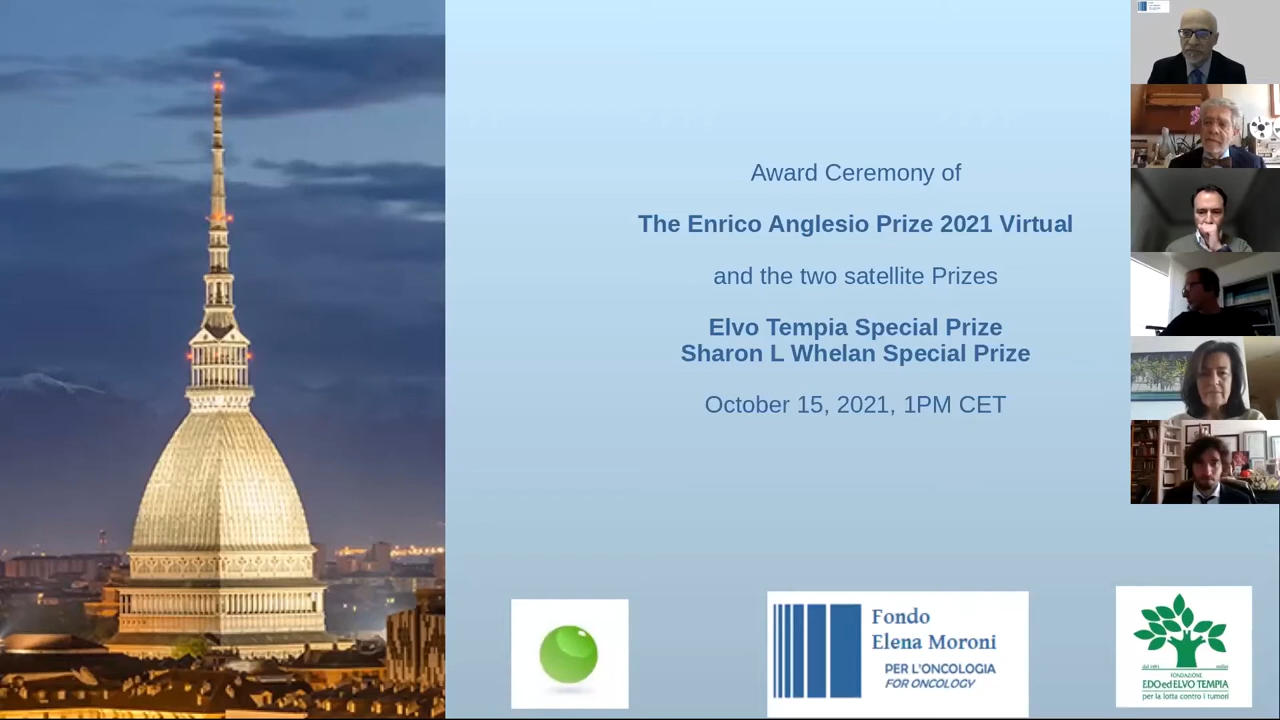 Award Ceremony of
The Enrico Anglesio Prize 2021 Virtual
and the two satellite Prizes
Elvo Tempia Special Prize
Sharon L Whelan Special Prize
October 15, 2021, 1PM CET
Fondo
Elena Moroni
PER L'ONCOLOGIA
FOR ONCOLOGY
dal 1981
FONDAZIONE
EDO ed ELVO TEMPIA
per la lotta contro i tumori